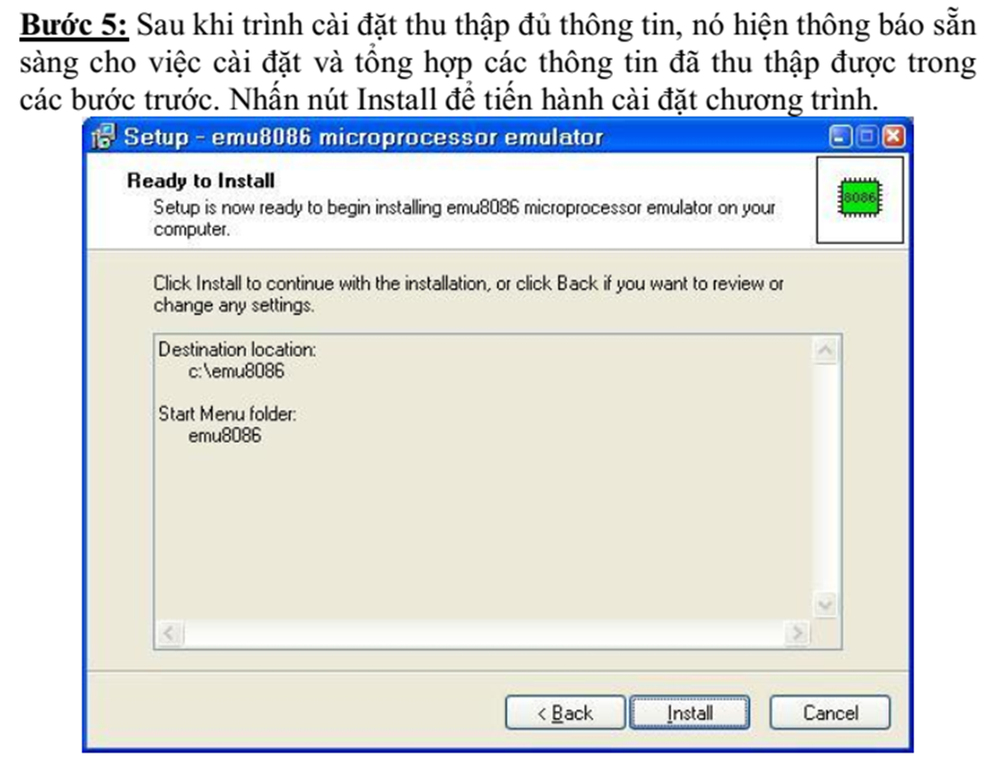 Bước 5: Sau khi trình cài đặt thu thập đủ thông tin, nó hiện thông báo sẵn
sàng cho việc cài đặt và tổng hợp các thông tin đã thu thập được trong
các bước trước. Nhấn nút Install để tiến hành cài đặt chương trình.
Setup - emu8086 microprocessor emulator
Ready to Install
Setup is now ready to begin installing emu8086 microprocessor emulator on your
computer.
8086
Click Install to continue with the installation, or click Back if you want to review or
change any settings.
Destination location:
c:\emu8086
Start Menu folder:
emu8086
< Back
Install
Cancel